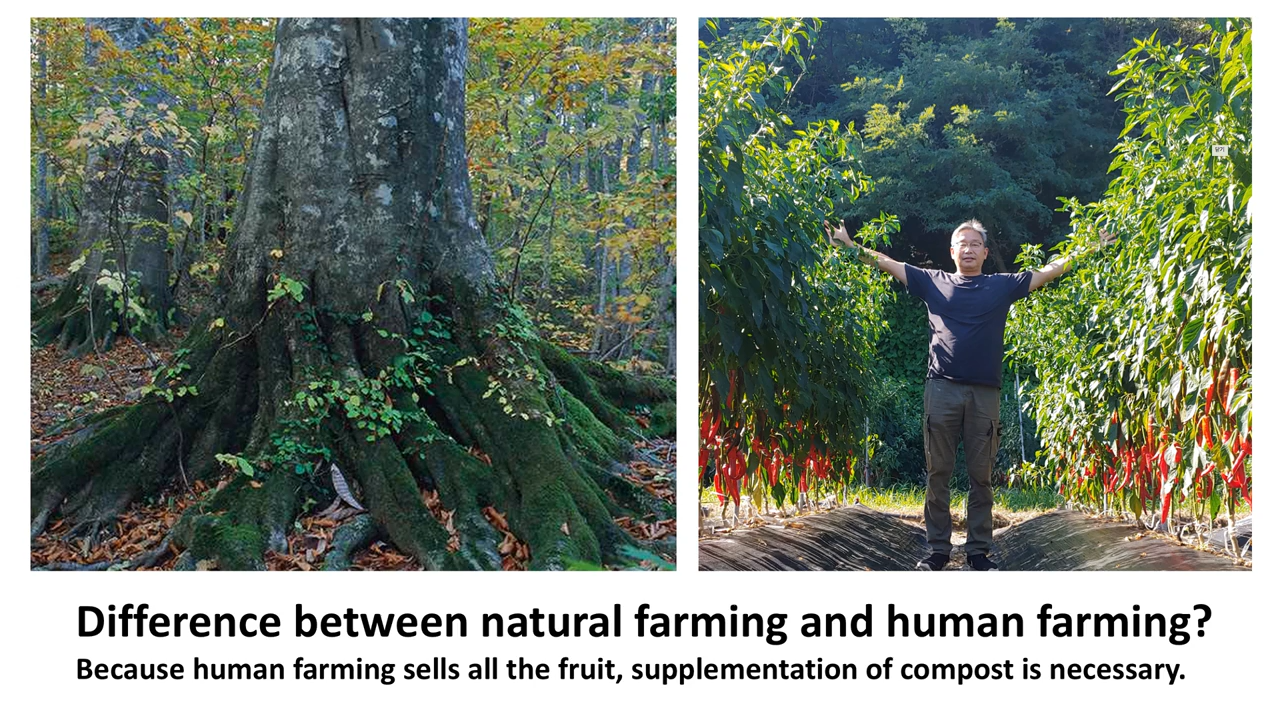 Difference between natural farming and human farming?
Because human farming sells all the fruit, supplementation of compost is necessary.